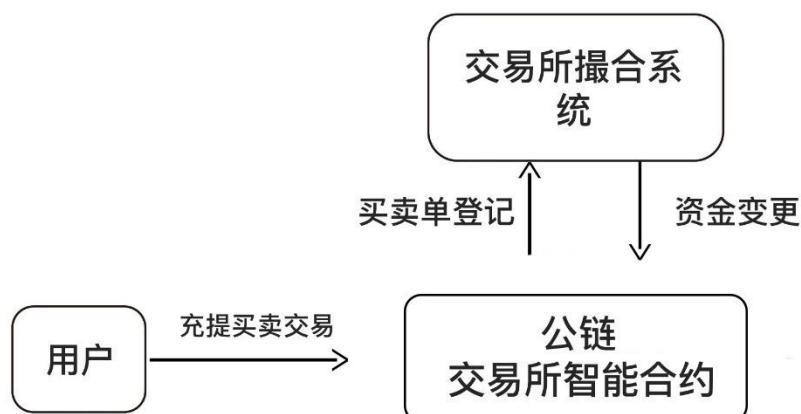 交易所撮合系
统
买卖单登记
资金变更
充提买卖交易
用户
公链
交易所智能合约